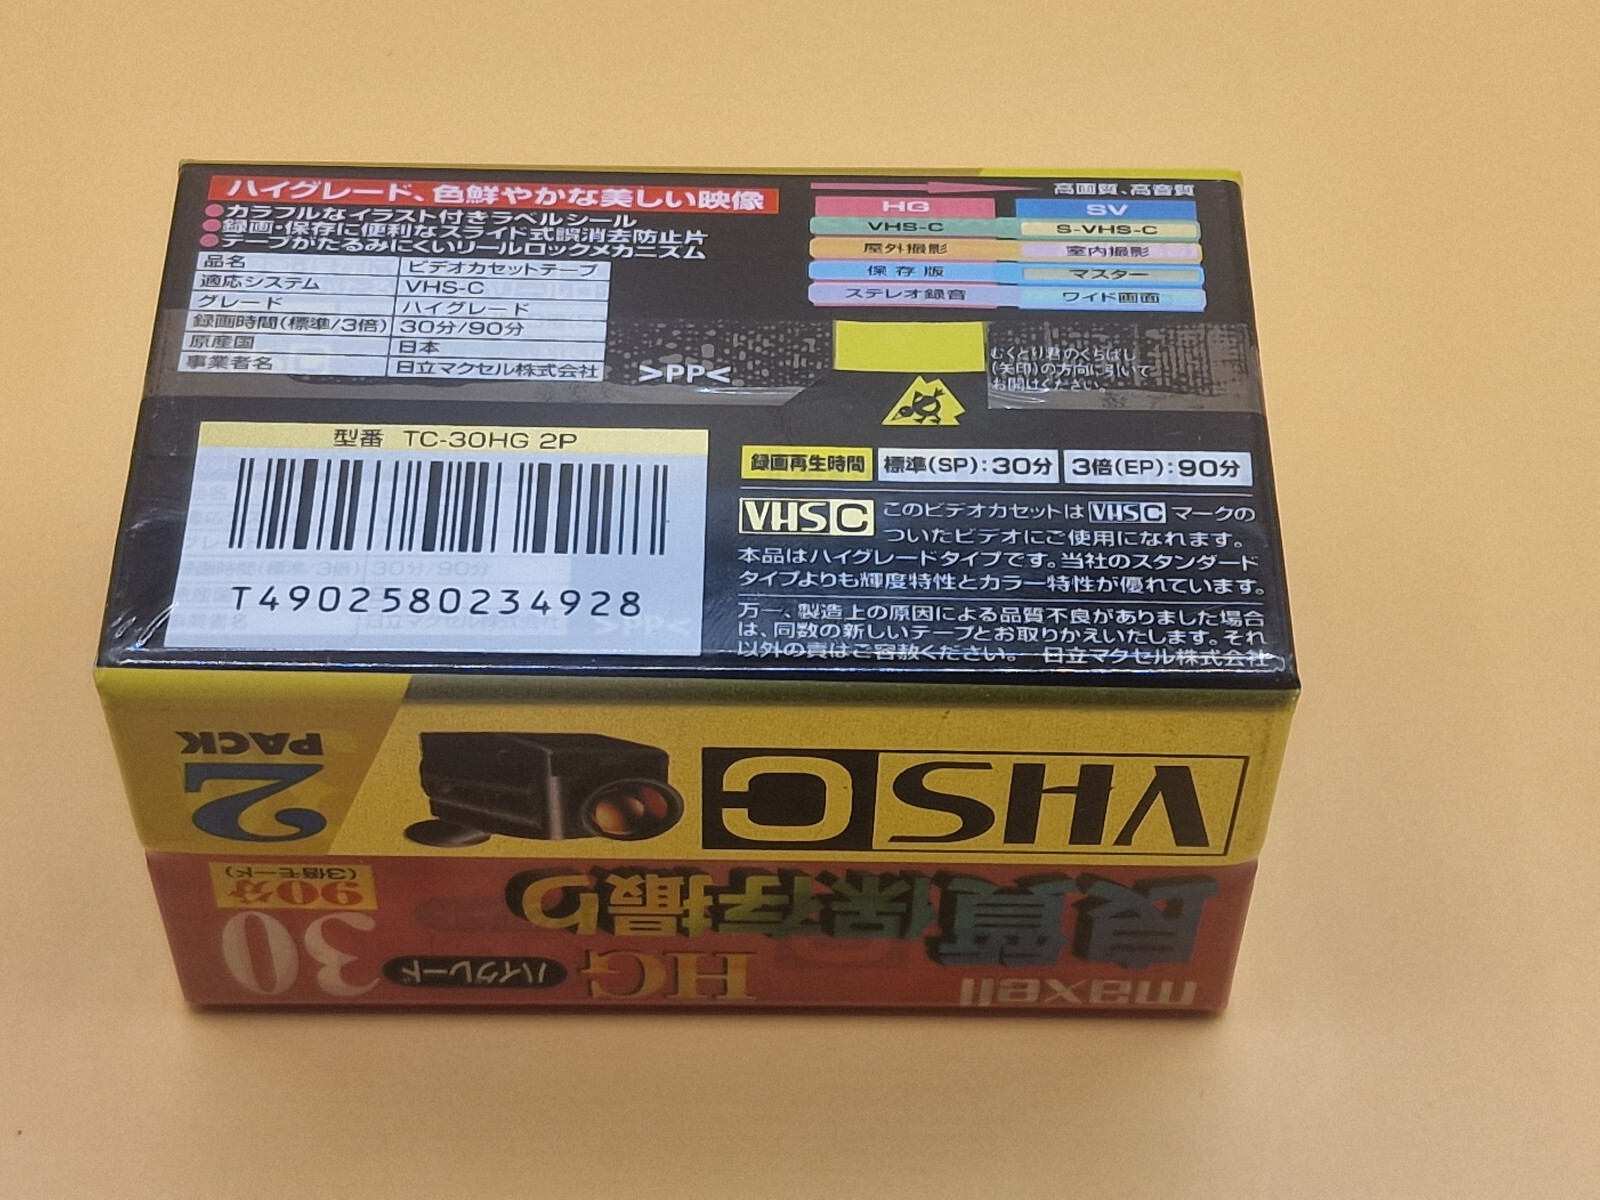 ハイグレード、色鮮やかな美しい映像
●カラフルなイラスト付きラベルシール
●録画・保存に便利なスライド式誤消去防止片
●テープがたるみにくいリールロックメカニズム
品名 ビデオカセットテープ
適応システム VHS-C
グレード ハイグレード
録画時間(標準/3倍) 30分/90分
原産国 日本
事業者名 日立マクセル株式会社
>PP<
高画質、高音質
HG SV
VHS-C S-VHS-C
屋外撮影 室内撮影
保存版 マスター
ステレオ録音 ワイド画面
むくとり君のくちばし
(矢印)の方向に引いて
お開けください。
型番 TC-30HG 2P
T4902580234928
録画再生時間 標準(SP):30分 3倍(EP):90分
VHSC このビデオカセットは VHSC マークの
ついたビデオにご使用になれます。
本品はハイグレードタイプです。当社のスタンダード
タイプよりも輝度特性とカラー特性が優れています。
万一、製造上の原因による品質不良がありました場合
は、同数の新しいテープとお取りかえいたします。それ
以外の責はご容赦ください。 日立マクセル株式会社
VHSC
2
PACK
maxell
良質保存撮り
HG ハイグレード 30
90分
(3倍モード)